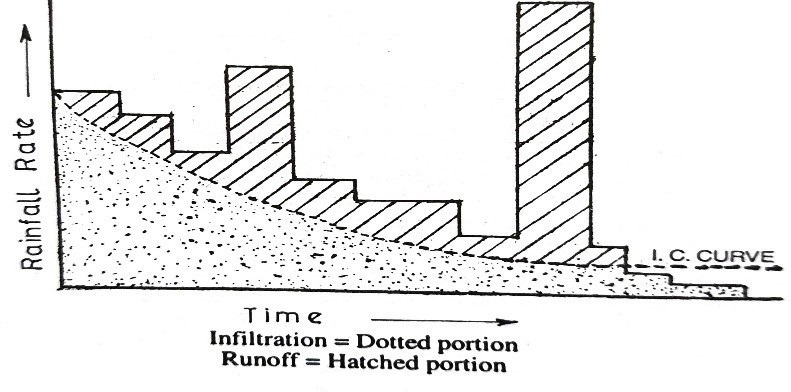 Rainfall Rate
I. C. CURVE
Time
Infiltration = Dotted portion
Runoff = Hatched portion